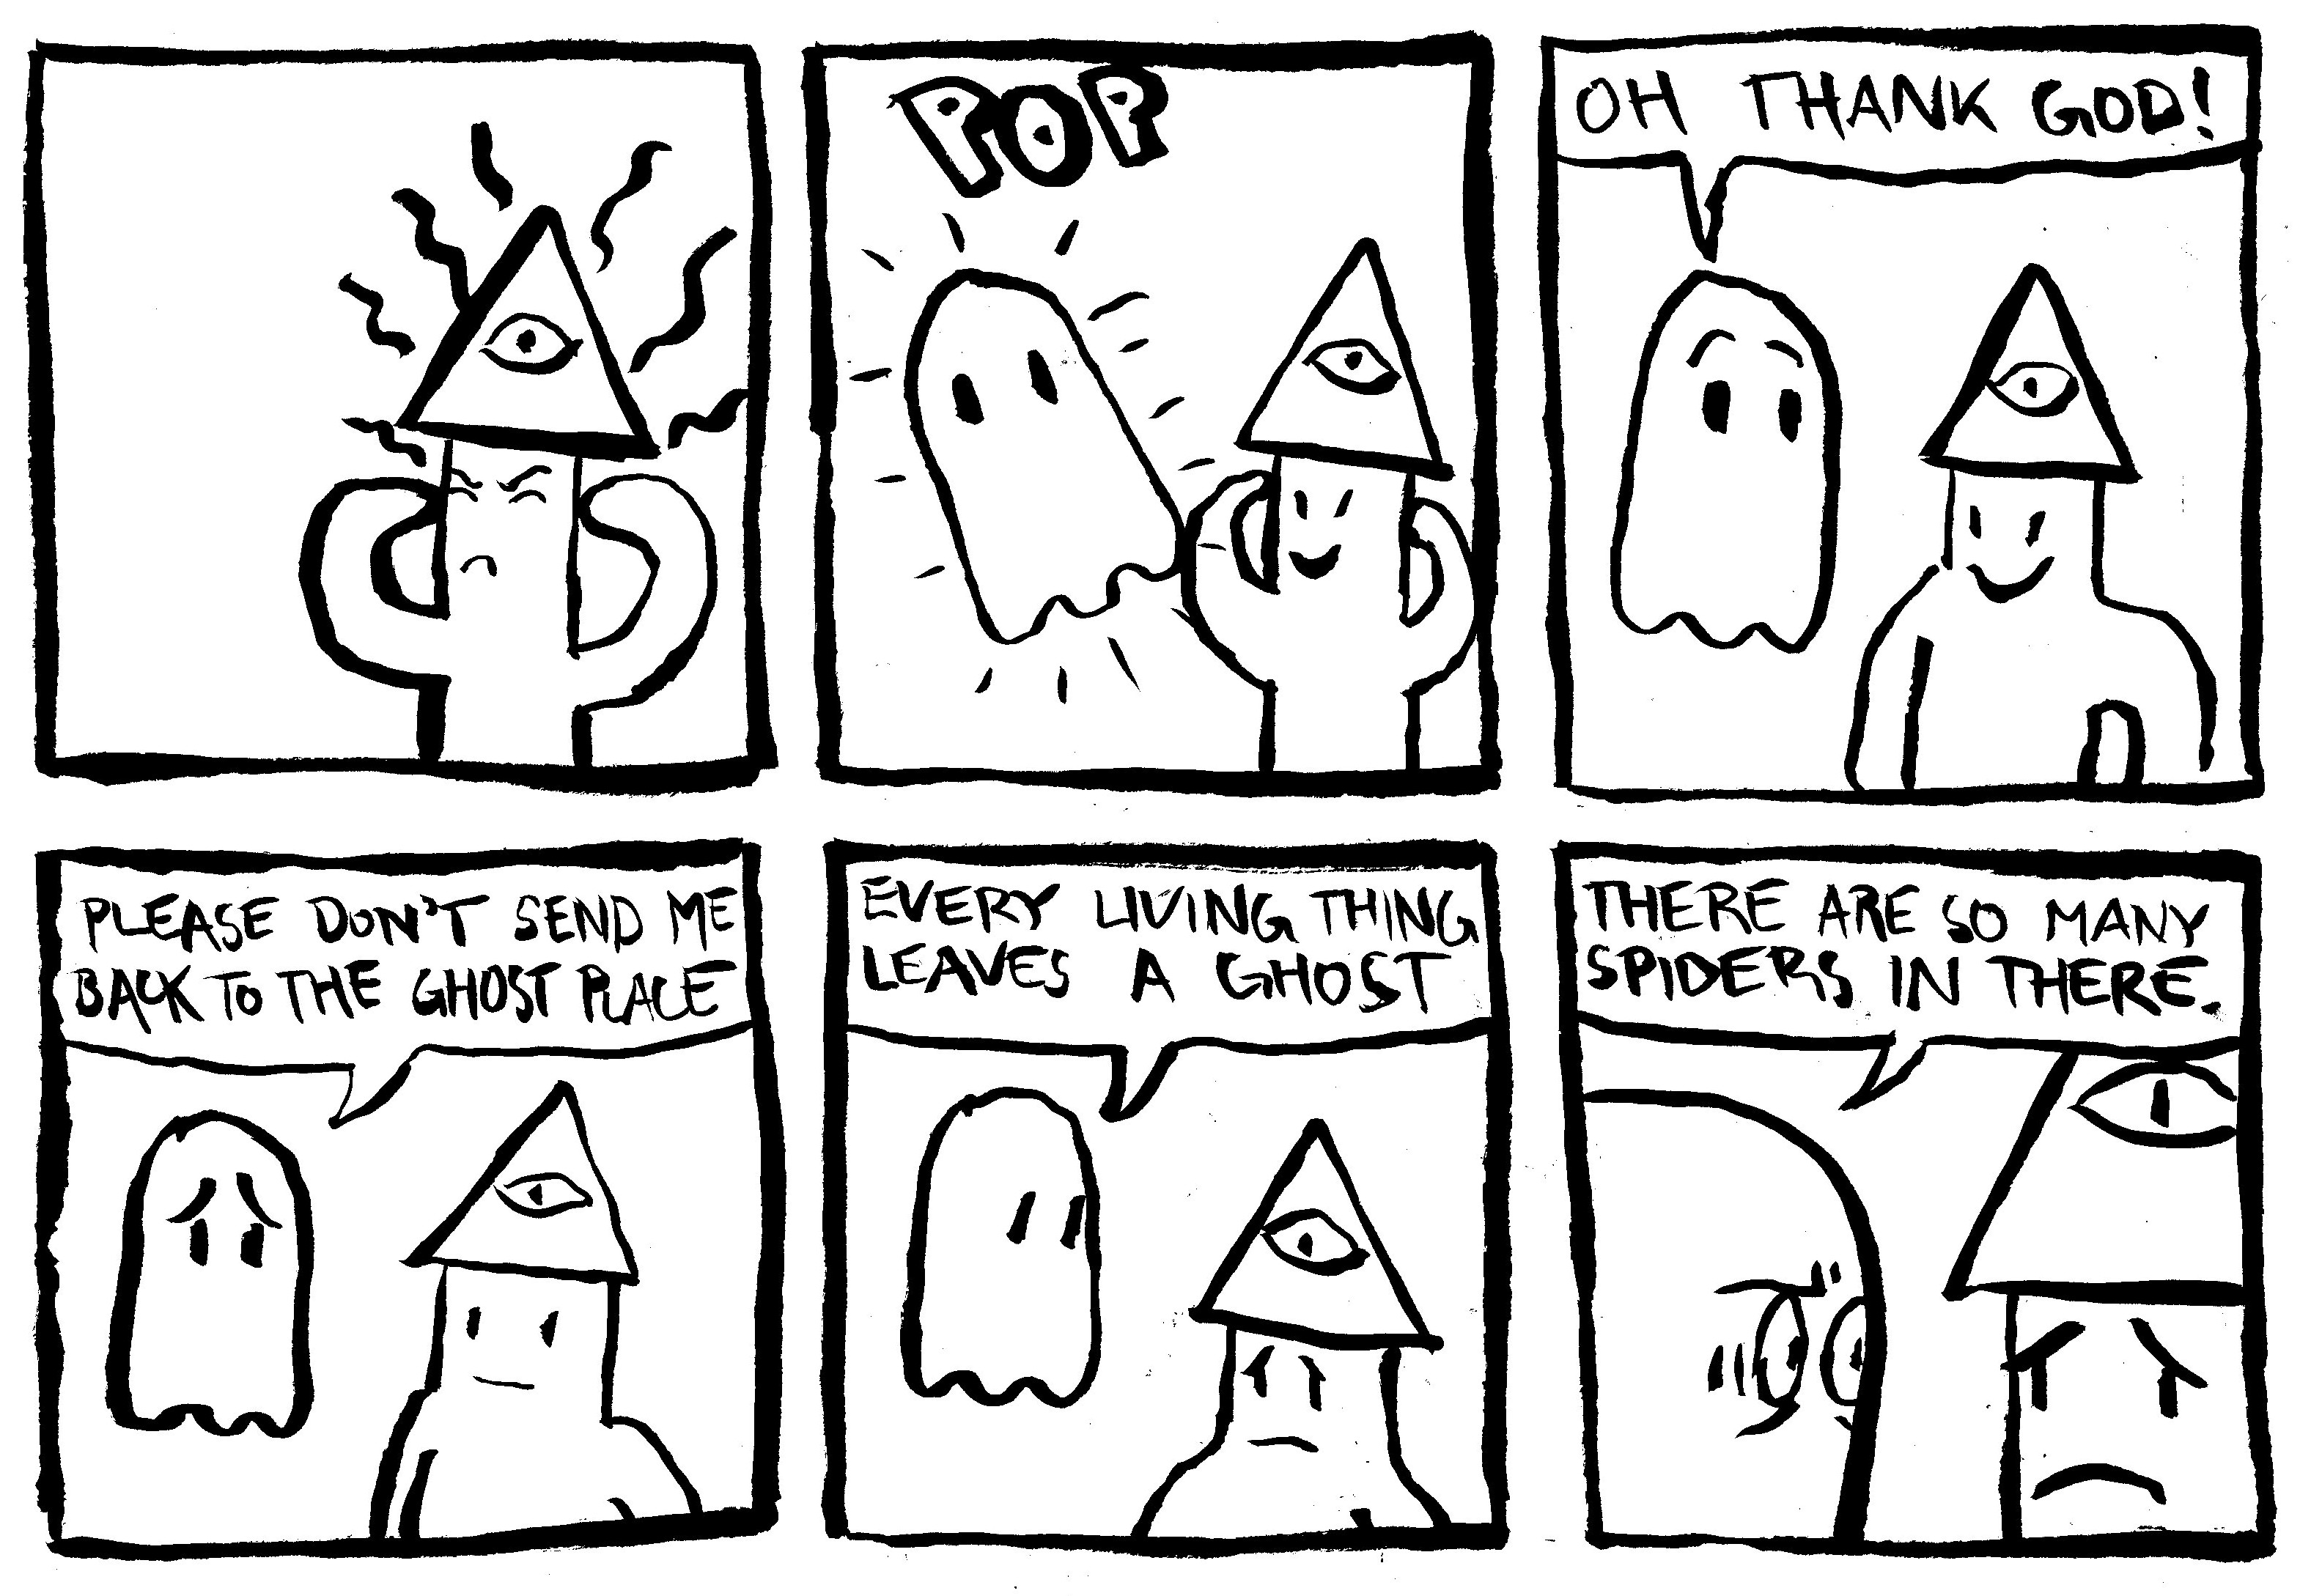 POP
OH THANK GOD!
PLEASE DON'T SEND ME
BACK TO THE GHOST PLACE
EVERY LIVING THING
LEAVES A GHOST
THERE ARE SO MANY
SPIDERS IN THERE.